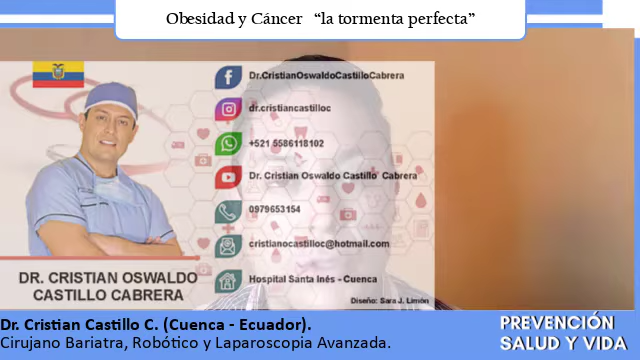 Obesidad y Cáncer “la tormenta perfecta”
Dr.CristianOswaldoCastilloCabrera
dr.cristiancastilloc
+521 5586118102
Dr. Cristian Oswaldo Castillo Cabrera
0979653154
cristianocastilloc@hotmail.com
Hospital Santa Inés - Cuenca
Diseño: Sara J. Limón
DR. CRISTIAN OSWALDO
CASTILLO CABRERA
Dr. Cristian Castillo C. (Cuenca - Ecuador).
Cirujano Bariatra, Robótico y Laparoscopia Avanzada.
PREVENCIÓN
SALUD Y VIDA